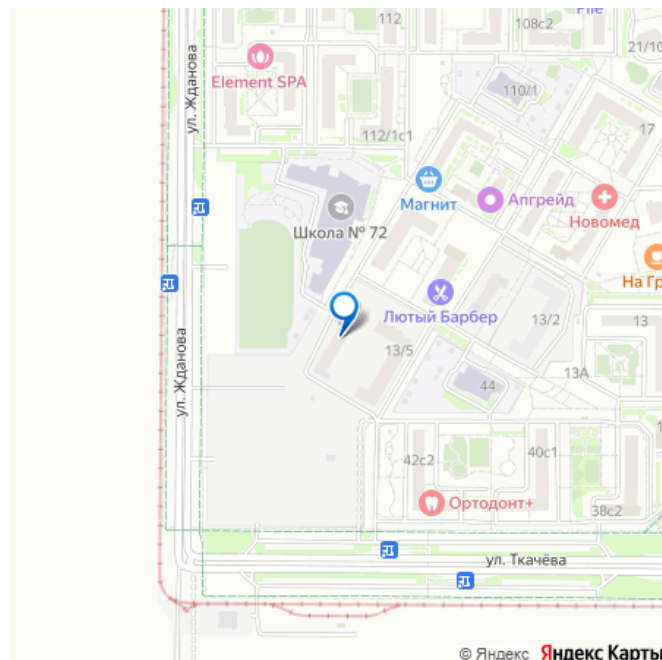 112
21/10
Element SPA
ул. Жданова
110/1
112/1с1
17
Магнит
Апгрейд
Новомед
Школа № 72
На Гр
Лютый Барбер
13/2
13
ул. Жданова
13/5
13А
44
42с2
40с1
Ортодонт+
38с2
ул. Ткачёва
© Яндекс Яндекс Карты